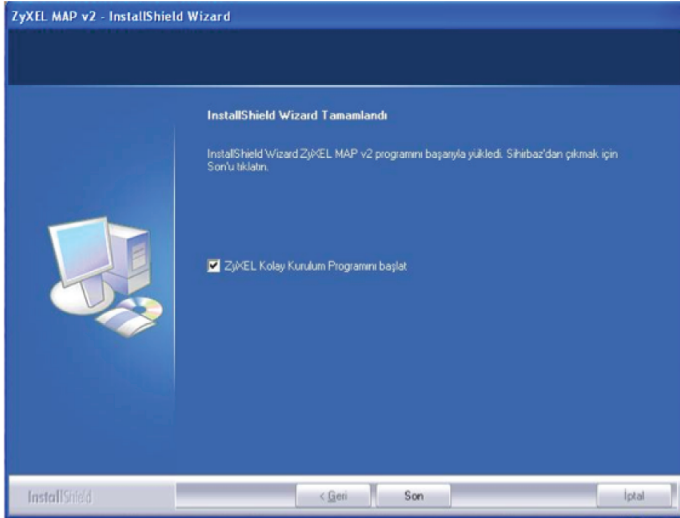 ZyXEL MAP v2 - InstallShield Wizard
InstallShield Wizard Tamamlandı
InstallShield Wizard ZyXEL MAP v2 programını başarıyla yükledi. Sihirbaz'dan çıkmak için
Son'u tıklatın.
ZyXEL Kolay Kurulum Programını başlat
InstallShield
< Geri
Son
İptal